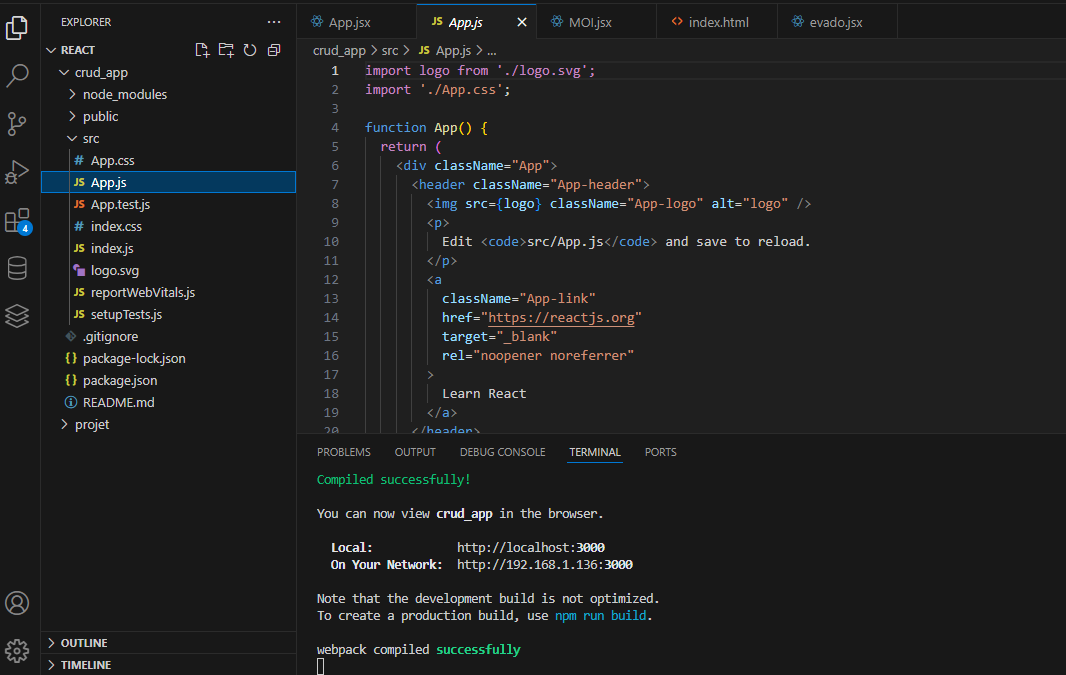 EXPLORER
REACT
crud_app
node_modules
public
src
# App.css
JS App.js
JS App.test.js
# index.css
JS index.js
logo.svg
JS reportWebVitals.js
JS setupTests.js
.gitignore
{} package-lock.json
{} package.json
README.md
projet
OUTLINE
TIMELINE
4
App.jsx
JS App.js
MOI.jsx
<> index.html
evado.jsx
crud_app > src > JS App.js > ...
1 import logo from './logo.svg';
2 import './App.css';
3
4 function App() {
5 return (
6 <div className="App">
7 <header className="App-header">
8 <img src={logo} className="App-logo" alt="logo" />
9 <p>
10 Edit <code>src/App.js</code> and save to reload.
11 </p>
12 <a
13 className="App-link"
14 href="https://reactjs.org"
15 target="_blank"
16 rel="noopener noreferrer"
17 >
18 Learn React
19 </a>
20 </header>
PROBLEMS OUTPUT DEBUG CONSOLE TERMINAL PORTS
Compiled successfully!
You can now view crud_app in the browser.
Local: http://localhost:3000
On Your Network: http://192.168.1.136:3000
Note that the development build is not optimized.
To create a production build, use npm run build.
webpack compiled successfully